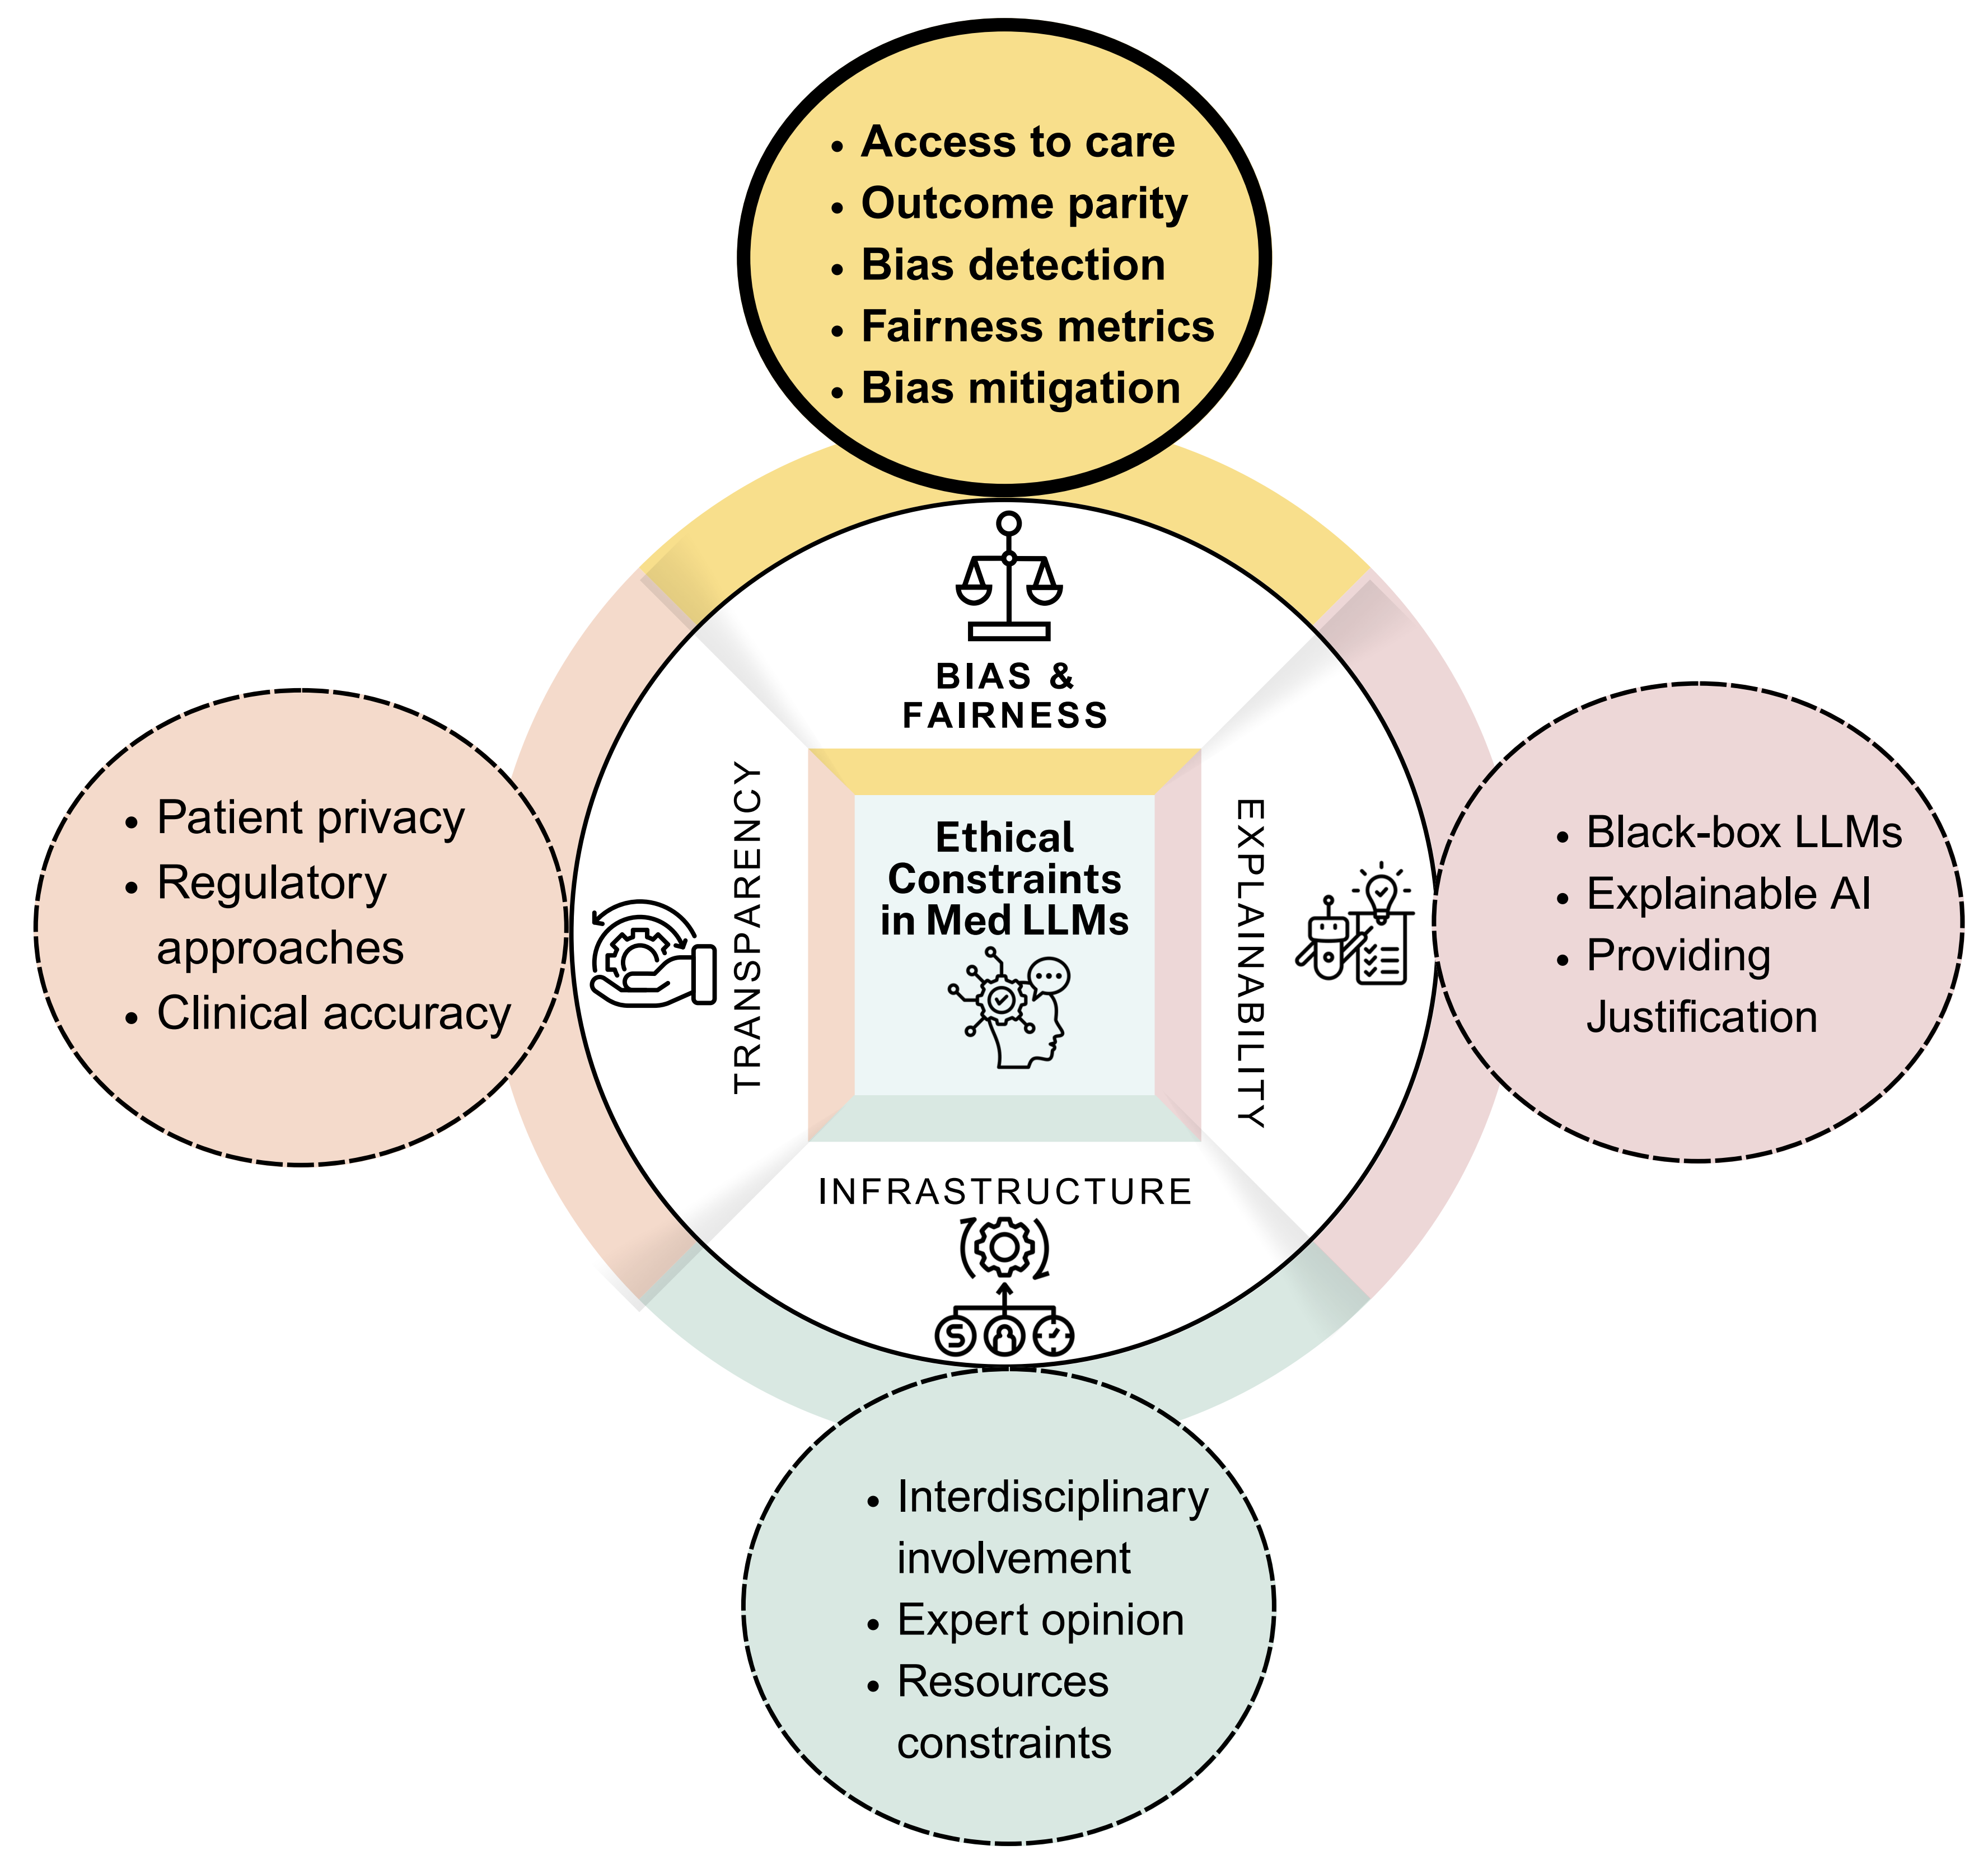 • Access to care
• Outcome parity
• Bias detection
• Fairness metrics
• Bias mitigation
BIAS &
FAIRNESS
• Patient privacy
• Regulatory
approaches
• Clinical accuracy
TRANSPARENCY
Ethical
Constraints
in Med LLMs
EXPLAINABILITY
• Black-box LLMs
• Explainable AI
• Providing
Justification
INFRASTRUCTURE
S
• Interdisciplinary
involvement
• Expert opinion
• Resources
constraints